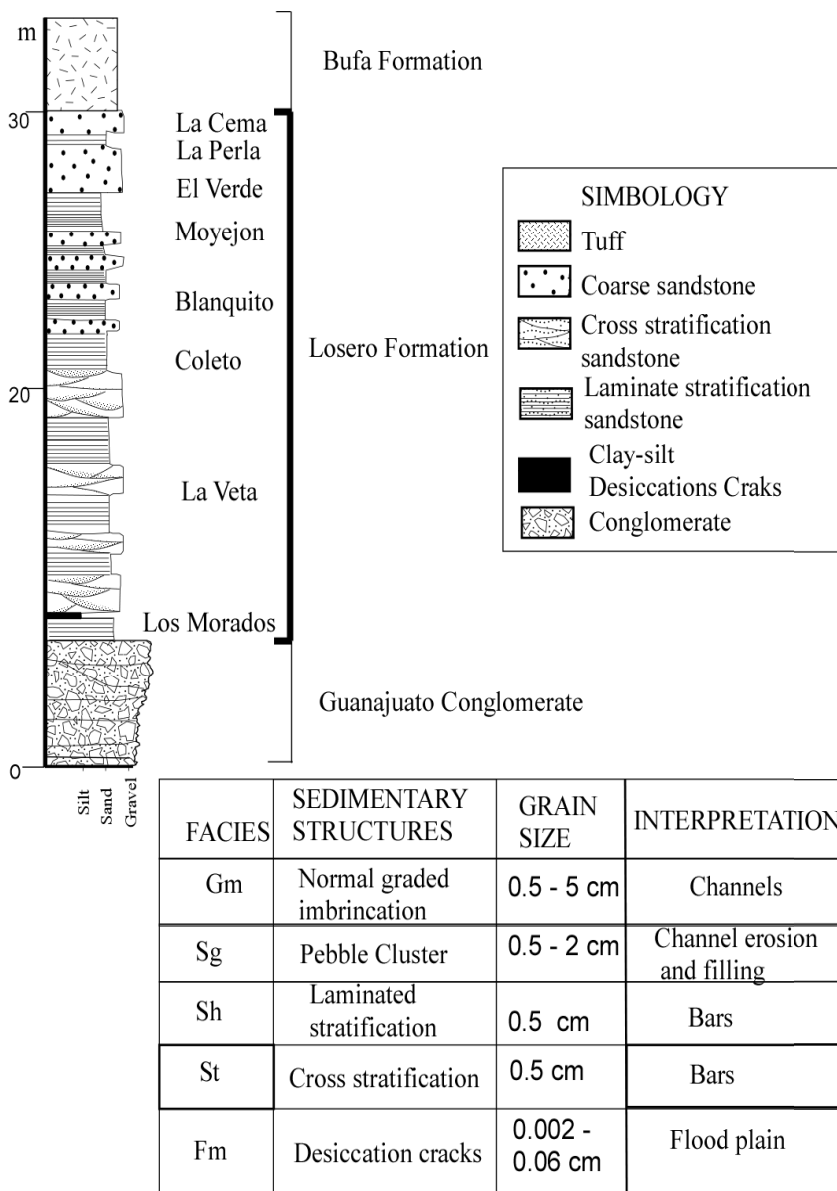 m
30
20
0
Silt
Sand
Gravel
Bufa Formation
La Cema
La Perla
El Verde
Moyejon
Blanquito
Coleto
La Veta
Los Morados
Losero Formation
Guanajuato Conglomerate
SIMBOLOGY
Tuff
Coarse sandstone
Cross stratification
sandstone
Laminate stratification
sandstone
Clay-silt
Desiccations Craks
Conglomerate
FACIES
SEDIMENTARY
STRUCTURES
GRAIN
SIZE
INTERPRETATION
Gm
Normal graded
imbrincation
0.5 - 5 cm
Channels
Sg
Pebble Cluster
0.5 - 2 cm
Channel erosion
and filling
Sh
Laminated
stratification
0.5 cm
Bars
St
Cross stratification
0.5 cm
Bars
Fm
Desiccation cracks
0.002 -
0.06 cm
Flood plain